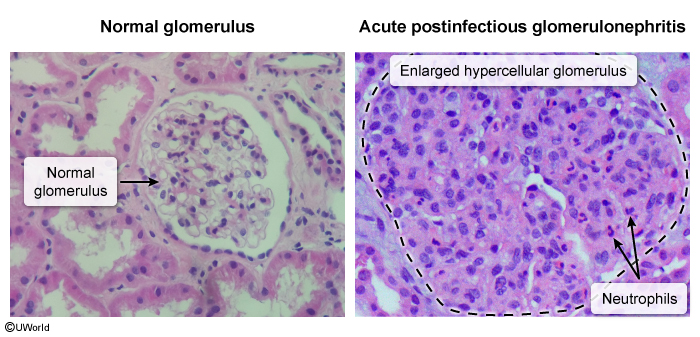 Normal glomerulus
Acute postinfectious glomerulonephritis
Normal
glomerulus
Enlarged hypercellular glomerulus
Neutrophils
©UWorld